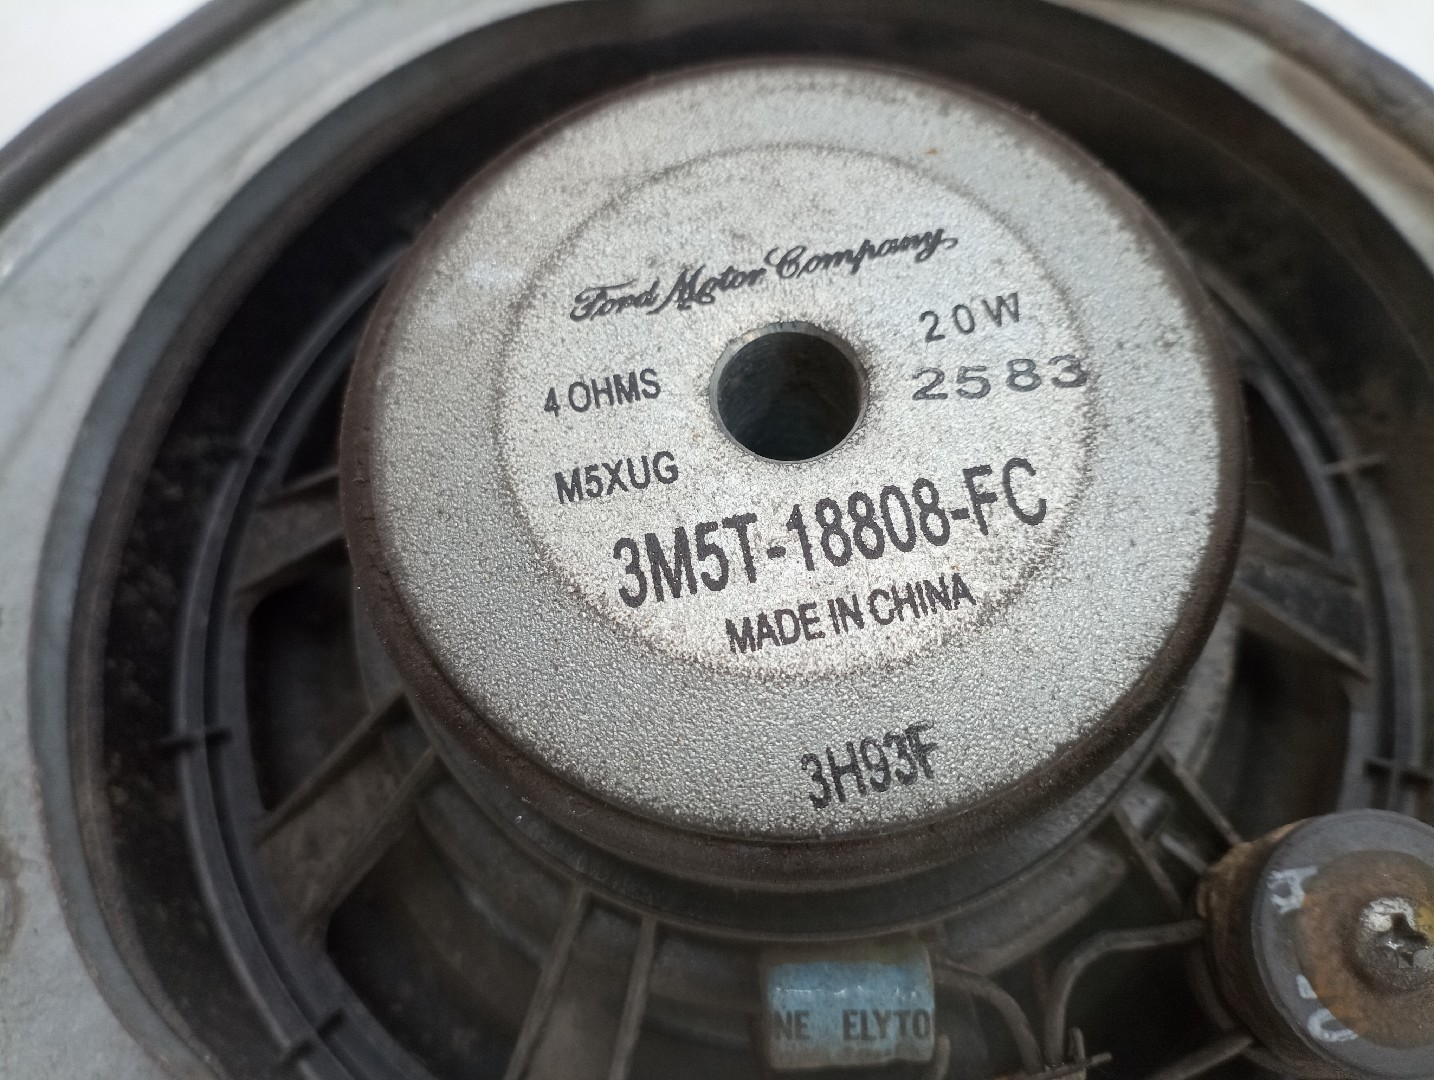 Ford Motor Company
20W
4 OHMS
2583
M5XUG
3M5T-18808-FC
MADE IN CHINA
3H93F
NE ELYTO